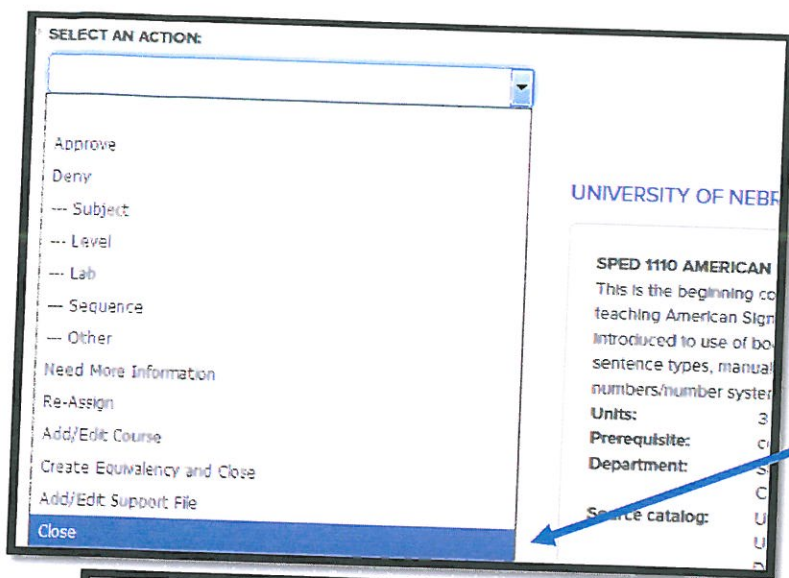 SELECT AN ACTION:
Approve
Deny
--- Subject
--- Level
--- Lab
--- Sequence
--- Other
Need More Information
Re-Assign
Add/Edit Course
Create Equivalency and Close
Add/Edit Support File
Close
UNIVERSITY OF NEBR
SPED 1110 AMERICAN
This is the beginning co
teaching American Sign
introduced to use of bo
sentence types, manual
numbers/number system
Units: 3
Prerequisite: c
Department: S
C
Source catalog: U
U